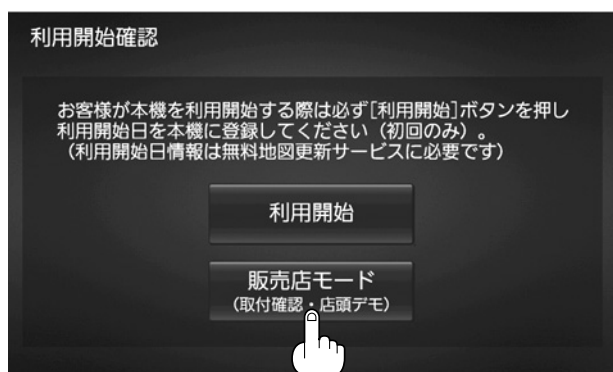 利用開始確認
お客様が本機を利用開始する際は必ず[利用開始]ボタンを押し
利用開始日を本機に登録してください（初回のみ）。
（利用開始日情報は無料地図更新サービスに必要です）
利用開始
販売店モード
(取付確認・店頭デモ)